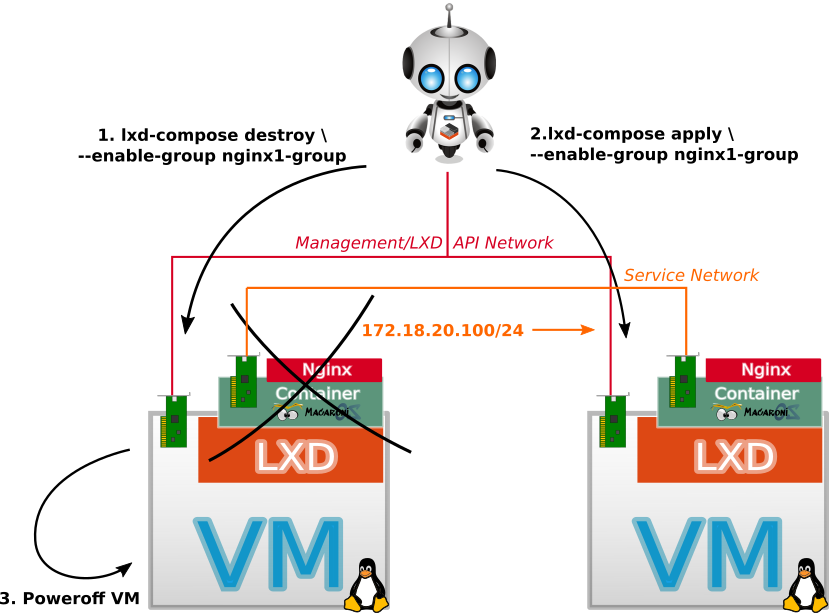 1. lxd-compose destroy \
--enable-group nginx1-group
2.lxd-compose apply \
--enable-group nginx1-group
Management/LXD API Network
Service Network
172.18.20.100/24
Nginx
Container
MACARONI
OS
LXD
VM
Nginx
Container
MACARONI
OS
LXD
VM
3. Poweroff VM